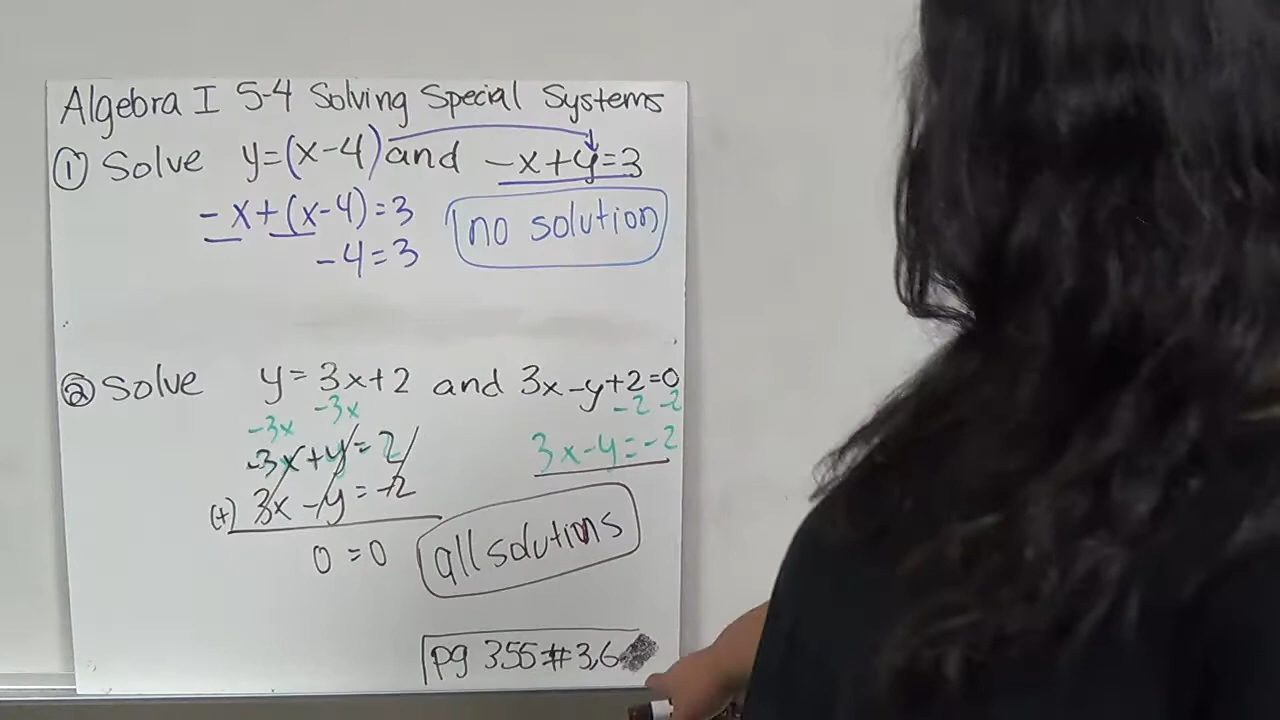 Algebra I 5-4 Solving Special Systems
① Solve y=(x-4) and -x+y=3
-x+(x-4)=3
no solution
-4=3
② Solve y=3x+2 and 3x-y+2=0
-3x -3x -2 -2
-3x+y=2 3x-y=-2
(+) 3x-y=-2
0=0
all solutions
pg 355 #3,6